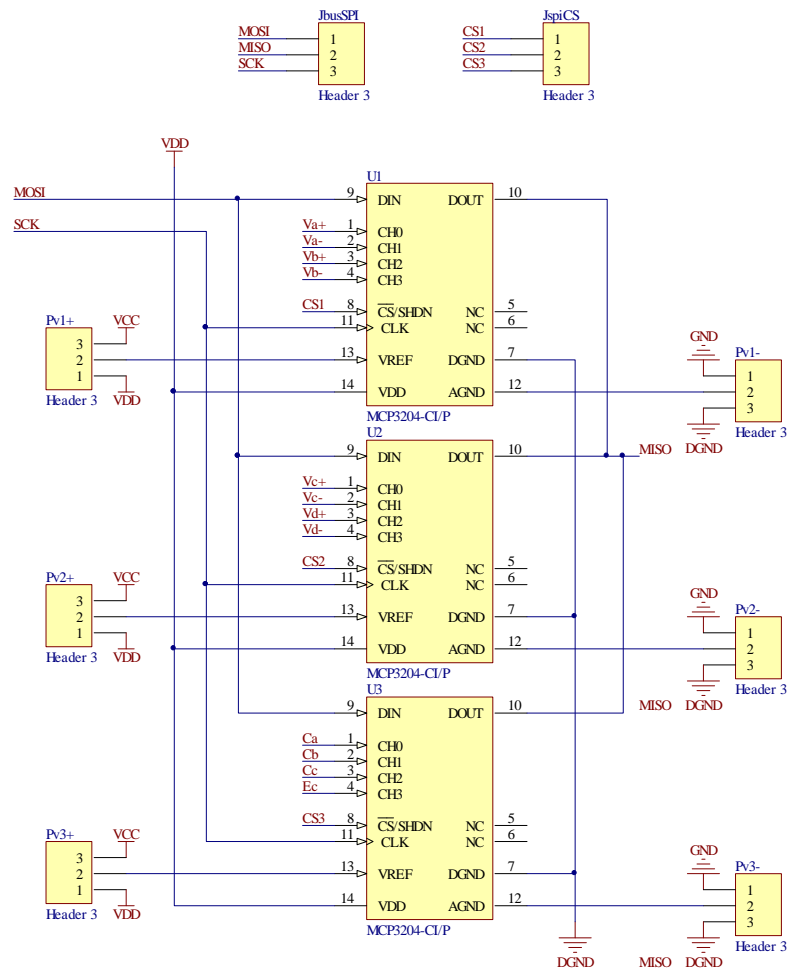 JbusSPI
MOSI 1
MISO 2
SCK 3
Header 3
JspiCS
CS1 1
CS2 2
CS3 3
Header 3
VDD
MOSI
SCK
U1
9 DIN DOUT 10
Va+ 1 CH0
Va- 2 CH1
Vb+ 3 CH2
Vb- 4 CH3
CS1 8 CS/SHDN NC 5
11 CLK NC 6
13 VREF DGND 7
14 VDD AGND 12
MCP3204-CI/P
Pv1+
VCC
3
2
1
VDD
Header 3
GND
Pv1-
1
2
3
DGND
Header 3
MISO
U2
9 DIN DOUT 10
Vc+ 1 CH0
Vc- 2 CH1
Vd+ 3 CH2
Vd- 4 CH3
CS2 8 CS/SHDN NC 5
11 CLK NC 6
13 VREF DGND 7
14 VDD AGND 12
MCP3204-CI/P
Pv2+
VCC
3
2
1
VDD
Header 3
GND
Pv2-
1
2
3
DGND
Header 3
MISO
U3
9 DIN DOUT 10
Ca 1 CH0
Cb 2 CH1
Cc 3 CH2
Ec 4 CH3
CS3 8 CS/SHDN NC 5
11 CLK NC 6
13 VREF DGND 7
14 VDD AGND 12
MCP3204-CI/P
Pv3+
VCC
3
2
1
VDD
Header 3
GND
Pv3-
1
2
3
Header 3
DGND
MISO
DGND